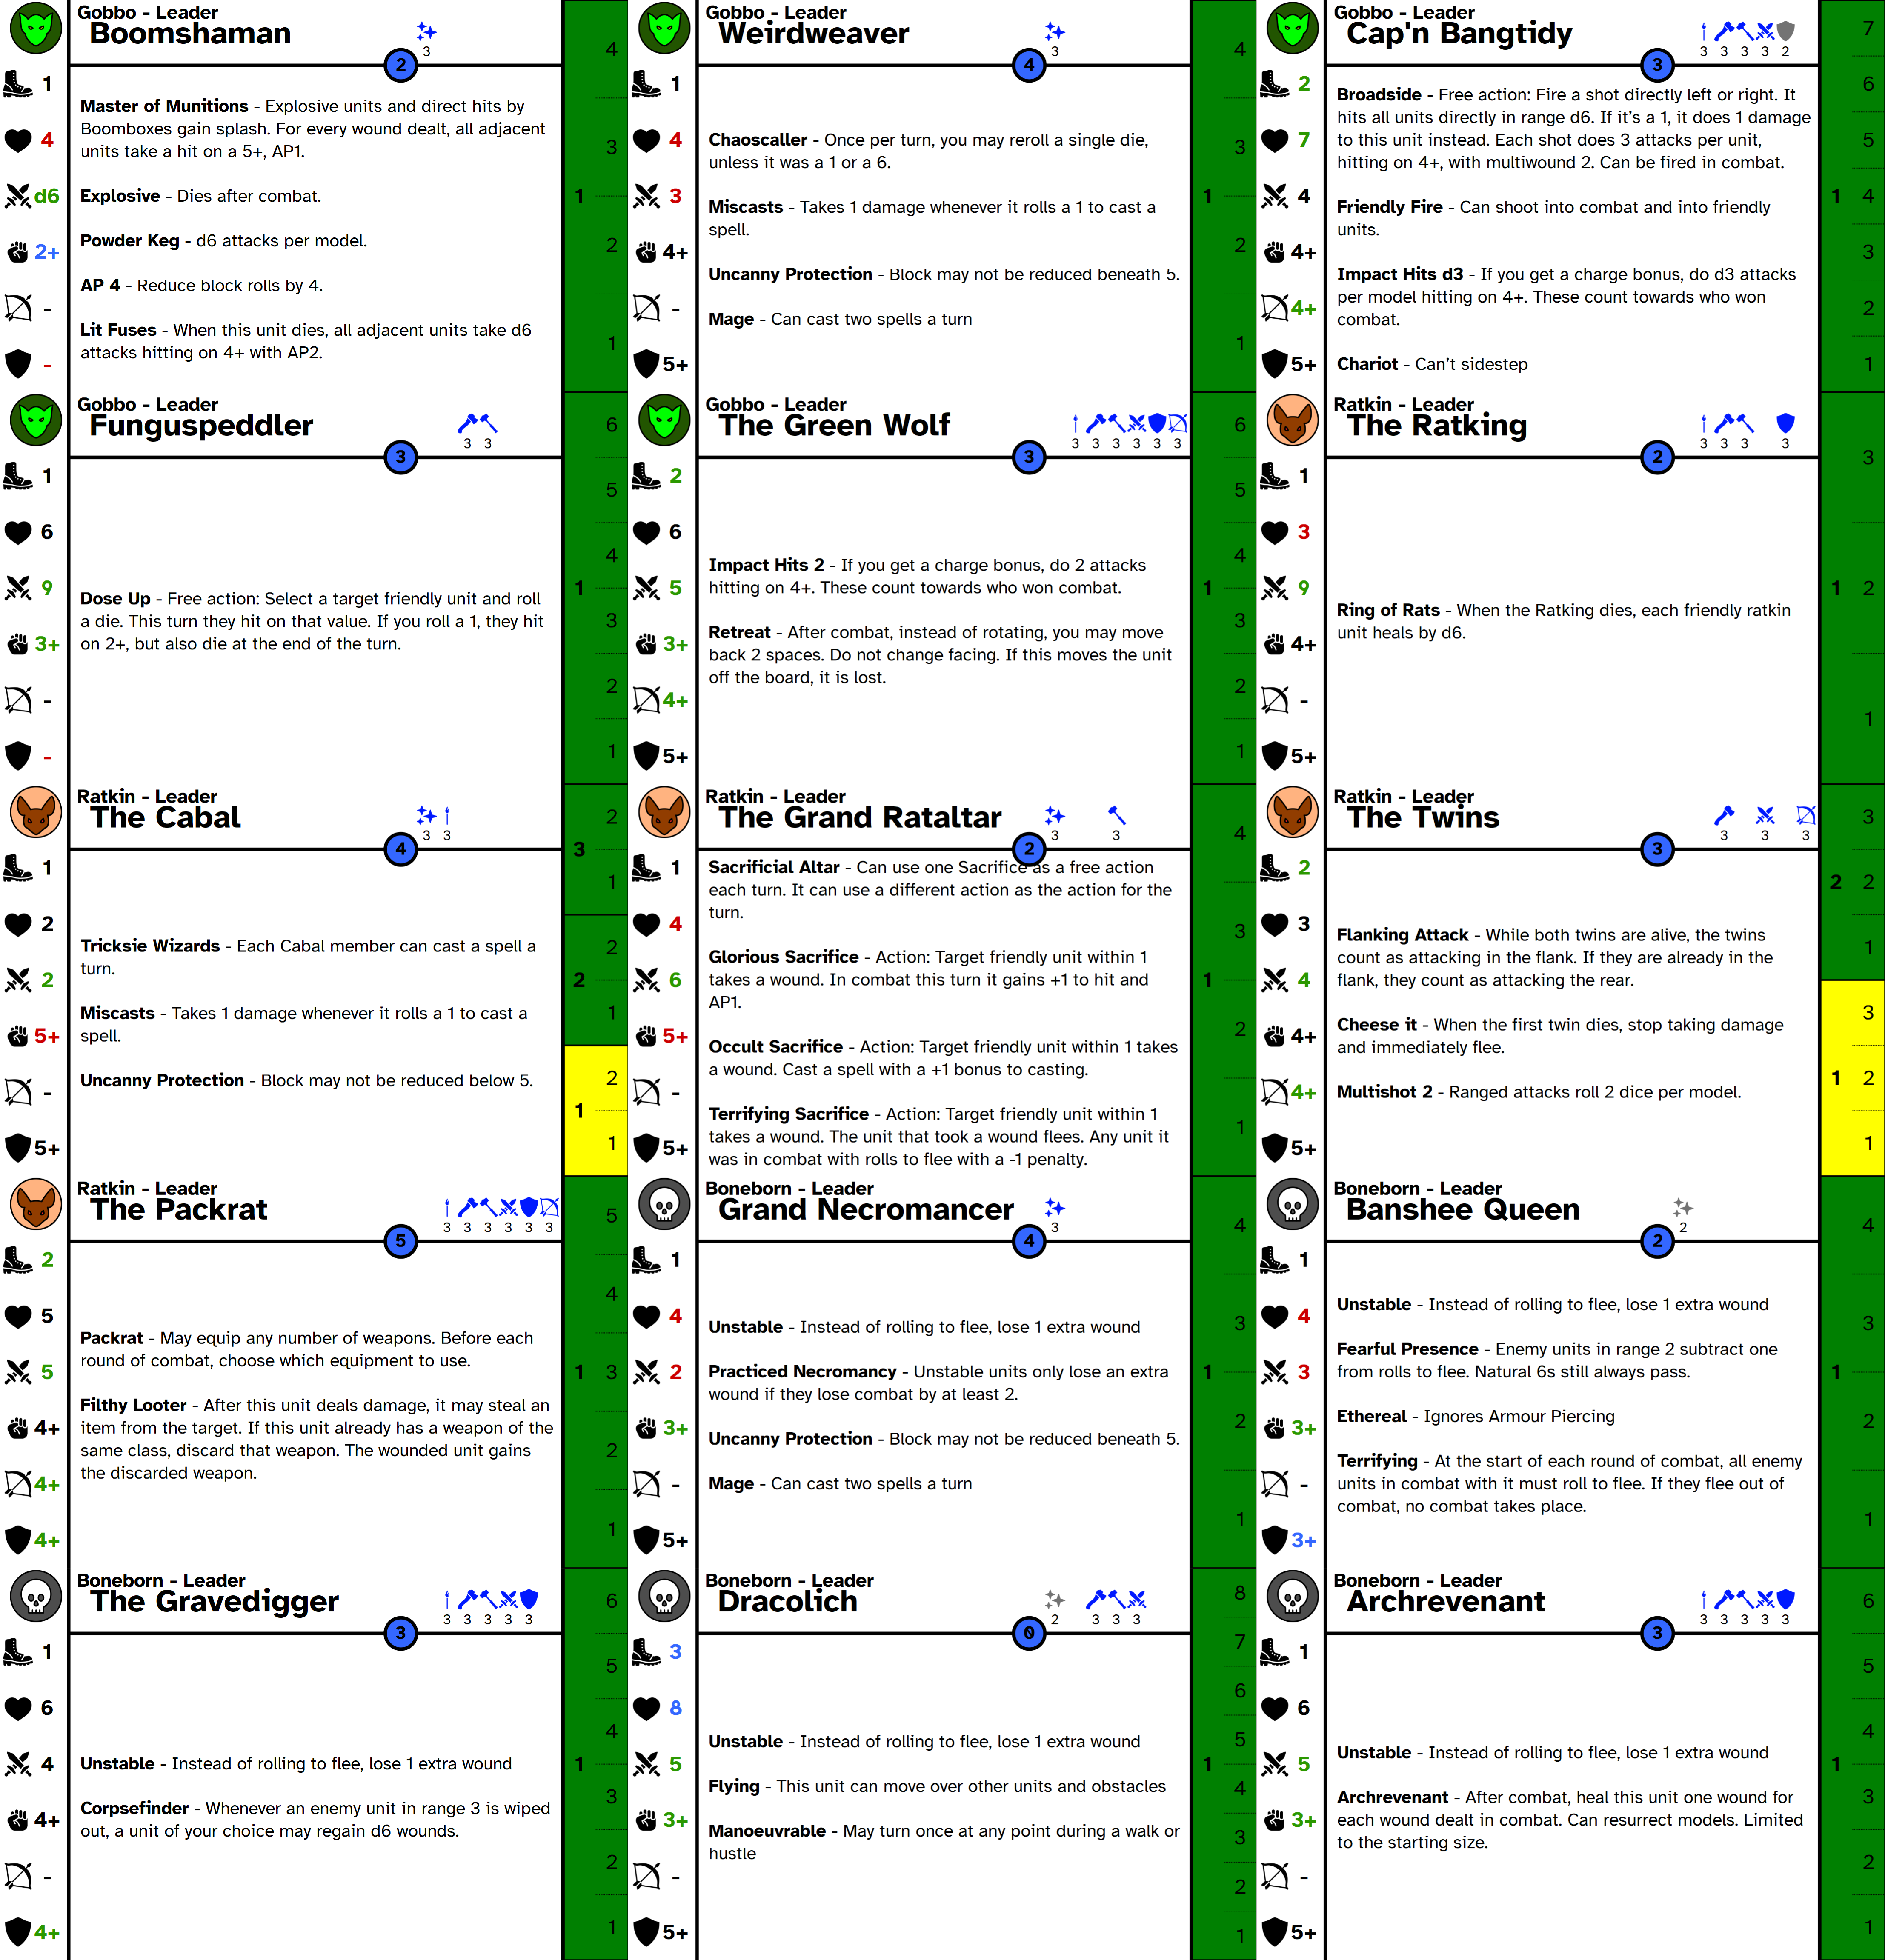 Gobbo - Leader
Boomshaman
3
2
1
4
d6
2+
-
-
Master of Munitions - Explosive units and direct hits by
Boomboxes gain splash. For every wound dealt, all adjacent
units take a hit on a 5+, AP1.
Explosive - Dies after combat.
Powder Keg - d6 attacks per model.
AP 4 - Reduce block rolls by 4.
Lit Fuses - When this unit dies, all adjacent units take d6
attacks hitting on 4+ with AP2.
1
4
3
2
1
Gobbo - Leader
Weirdweaver
3
4
1
4
3
4+
-
5+
Chaoscaller - Once per turn, you may reroll a single die,
unless it was a 1 or a 6.
Miscasts - Takes 1 damage whenever it rolls a 1 to cast a
spell.
Uncanny Protection - Block may not be reduced beneath 5.
Mage - Can cast two spells a turn
1
4
3
2
1
Gobbo - Leader
Cap'n Bangtidy
3 3 3 3 2
3
2
7
4
4+
4+
5+
Broadside - Free action: Fire a shot directly left or right. It
hits all units directly in range d6. If it's a 1, it does 1 damage
to this unit instead. Each shot does 3 attacks per unit,
hitting on 4+, with multiwound 2. Can be fired in combat.
Friendly Fire - Can shoot into combat and into friendly
units.
Impact Hits d3 - If you get a charge bonus, do d3 attacks
per model hitting on 4+. These count towards who won
combat.
Chariot - Can't sidestep
1
7
6
5
4
3
2
1
Gobbo - Leader
Funguspeddler
3 3
3
1
6
9
3+
-
-
Dose Up - Free action: Select a target friendly unit and roll
a die. This turn they hit on that value. If you roll a 1, they hit
on 2+, but also die at the end of the turn.
1
6
5
4
3
2
1
Gobbo - Leader
The Green Wolf
3 3 3 3 3 3
3
2
6
5
3+
4+
5+
Impact Hits 2 - If you get a charge bonus, do 2 attacks
hitting on 4+. These count towards who won combat.
Retreat - After combat, instead of rotating, you may move
back 2 spaces. Do not change facing. If this moves the unit
off the board, it is lost.
1
6
5
4
3
2
1
Ratkin - Leader
The Ratking
3 3 3 3
2
1
3
9
4+
-
5+
Ring of Rats - When the Ratking dies, each friendly ratkin
unit heals by d6.
1
3
2
1
Ratkin - Leader
The Cabal
3 3
4
1
2
2
5+
-
5+
Tricksie Wizards - Each Cabal member can cast a spell a
turn.
Miscasts - Takes 1 damage whenever it rolls a 1 to cast a
spell.
Uncanny Protection - Block may not be reduced below 5.
3
2
1
2
2
1
1
2
1
Ratkin - Leader
The Grand Rataltar
3 3
2
1
4
6
5+
-
5+
Sacrificial Altar - Can use one Sacrifice as a free action
each turn. It can use a different action as the action for the
turn.
Glorious Sacrifice - Action: Target friendly unit within 1
takes a wound. In combat this turn it gains +1 to hit and
AP1.
Occult Sacrifice - Action: Target friendly unit within 1 takes
a wound. Cast a spell with a +1 bonus to casting.
Terrifying Sacrifice - Action: Target friendly unit within 1
takes a wound. The unit that took a wound flees. Any unit it
was in combat with rolls to flee with a -1 penalty.
1
4
3
2
1
Ratkin - Leader
The Twins
3 3 3
3
2
3
4
4+
4+
5+
Flanking Attack - While both twins are alive, the twins
count as attacking in the flank. If they are already in the
flank, they count as attacking the rear.
Cheese it - When the first twin dies, stop taking damage
and immediately flee.
Multishot 2 - Ranged attacks roll 2 dice per model.
2
3
2
1
1
3
2
1
Ratkin - Leader
The Packrat
3 3 3 3 3 3
5
2
5
5
4+
4+
4+
Packrat - May equip any number of weapons. Before each
round of combat, choose which equipment to use.
Filthy Looter - After this unit deals damage, it may steal an
item from the target. If this unit already has a weapon of the
same class, discard that weapon. The wounded unit gains
the discarded weapon.
1
5
4
3
2
1
Boneborn - Leader
Grand Necromancer
3
4
1
4
2
3+
-
5+
Unstable - Instead of rolling to flee, lose 1 extra wound
Practiced Necromancy - Unstable units only lose an extra
wound if they lose combat by at least 2.
Uncanny Protection - Block may not be reduced beneath 5.
Mage - Can cast two spells a turn
1
4
3
2
1
Boneborn - Leader
Banshee Queen
2
2
1
4
3
3+
-
3+
Unstable - Instead of rolling to flee, lose 1 extra wound
Fearful Presence - Enemy units in range 2 subtract one
from rolls to flee. Natural 6s still always pass.
Ethereal - Ignores Armour Piercing
Terrifying - At the start of each round of combat, all enemy
units in combat with it must roll to flee. If they flee out of
combat, no combat takes place.
1
4
3
2
1
Boneborn - Leader
The Gravedigger
3 3 3 3 3
3
1
6
4
4+
-
4+
Unstable - Instead of rolling to flee, lose 1 extra wound
Corpsefinder - Whenever an enemy unit in range 3 is wiped
out, a unit of your choice may regain d6 wounds.
1
6
5
4
3
2
1
Boneborn - Leader
Dracolich
2 3 3 3
0
3
8
5
3+
-
5+
Unstable - Instead of rolling to flee, lose 1 extra wound
Flying - This unit can move over other units and obstacles
Manoeuvrable - May turn once at any point during a walk or
hustle
1
8
7
6
5
4
3
2
1
Boneborn - Leader
Archrevenant
3 3 3 3 3
3
1
6
5
3+
-
5+
Unstable - Instead of rolling to flee, lose 1 extra wound
Archrevenant - After combat, heal this unit one wound for
each wound dealt in combat. Can resurrect models. Limited
to the starting size.
1
6
5
4
3
2
1